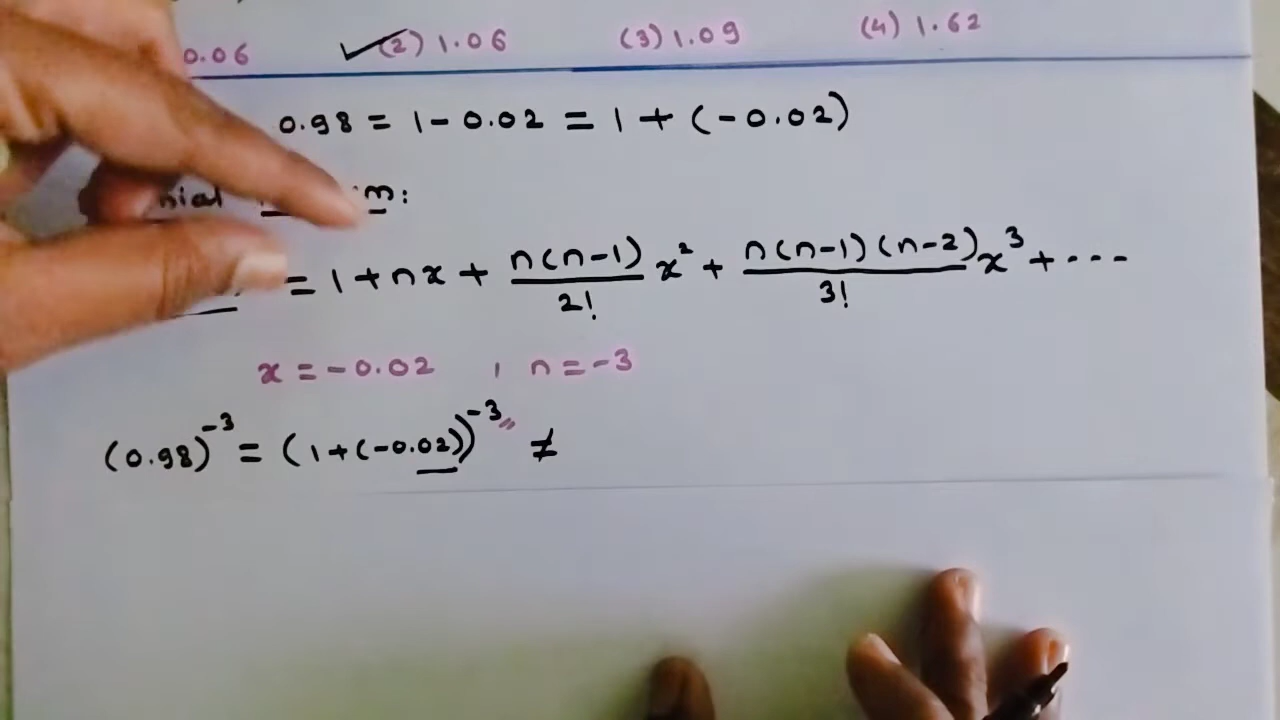 0.06 ✓(2) 1.06 (3) 1.09 (4) 1.62
0.98 = 1 - 0.02 = 1 + (-0.02)
= 1 + nx + n(n-1)/2! x² + n(n-1)(n-2)/3! x³ + ...
x = -0.02 , n = -3
(0.98)⁻³ = (1+(-0.02))⁻³ ≠